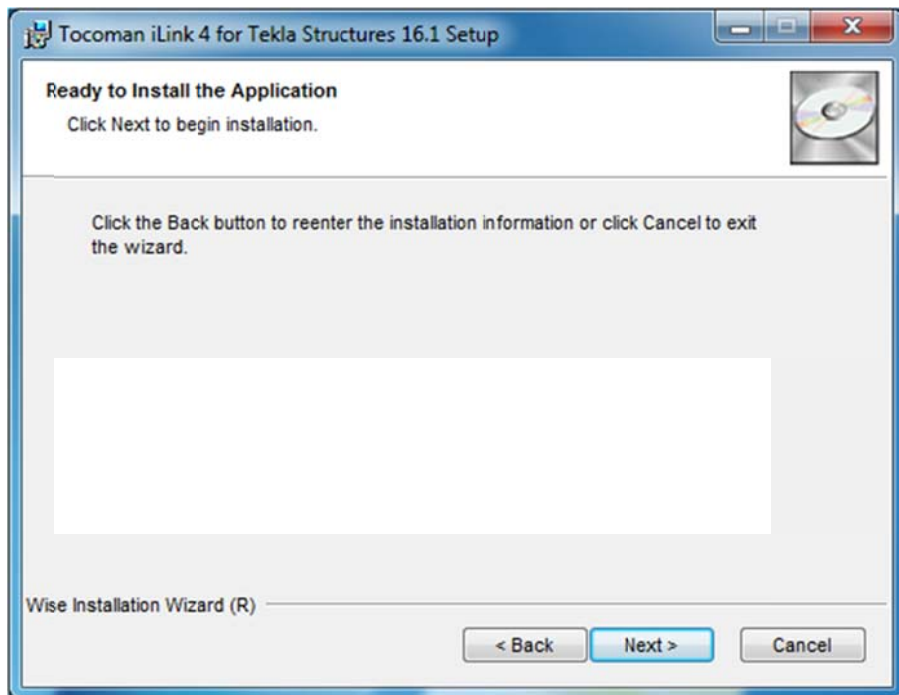 Tocoman iLink 4 for Tekla Structures 16.1 Setup
Ready to Install the Application
Click Next to begin installation.
Click the Back button to reenter the installation information or click Cancel to exit
the wizard.
Wise Installation Wizard (R)
< Back Next > Cancel